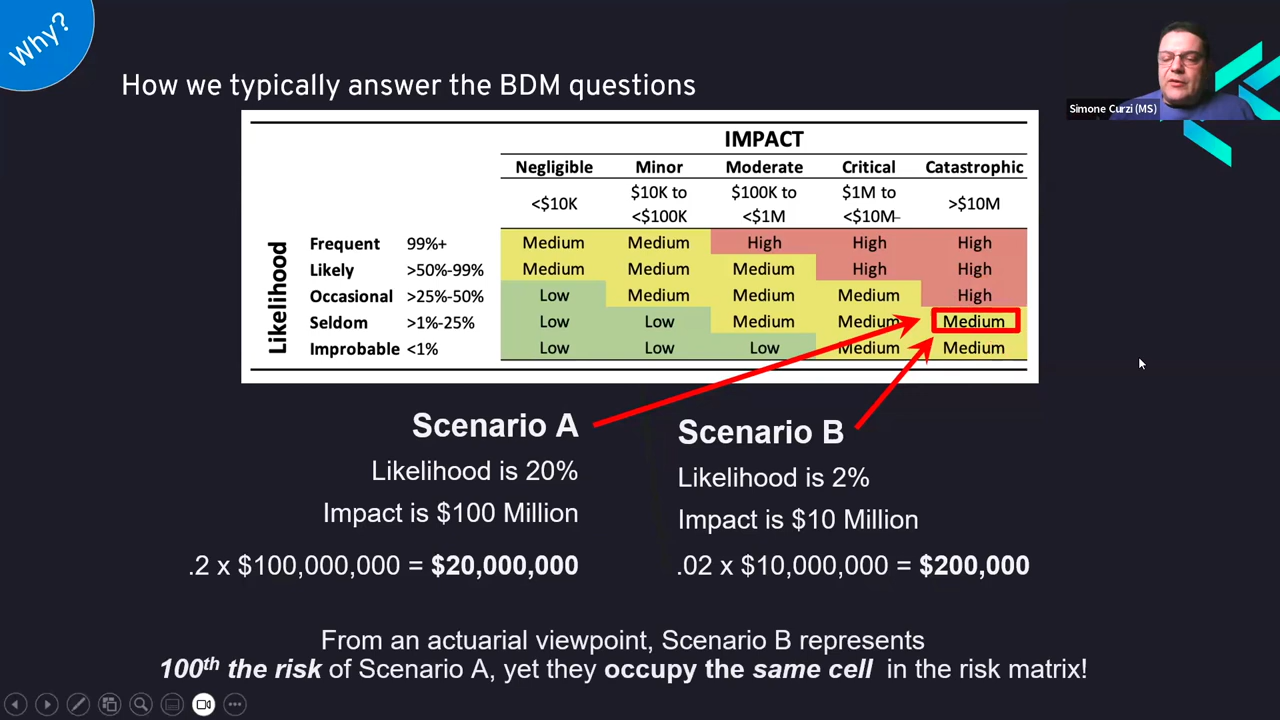 Why?
How we typically answer the BDM questions
Simone Curzi (MS)
IMPACT
Negligible Minor Moderate Critical Catastrophic
<$10K $10K to <$100K $100K to <$1M $1M to <$10M >$10M
Likelihood
Frequent 99%+ Medium Medium High High High
Likely >50%-99% Medium Medium Medium High High
Occasional >25%-50% Low Medium Medium Medium High
Seldom >1%-25% Low Low Medium Medium Medium
Improbable <1% Low Low Low Medium Medium
Scenario A
Likelihood is 20%
Impact is $100 Million
.2 x $100,000,000 = $20,000,000
Scenario B
Likelihood is 2%
Impact is $10 Million
.02 x $10,000,000 = $200,000
From an actuarial viewpoint, Scenario B represents
100th the risk of Scenario A, yet they occupy the same cell in the risk matrix!